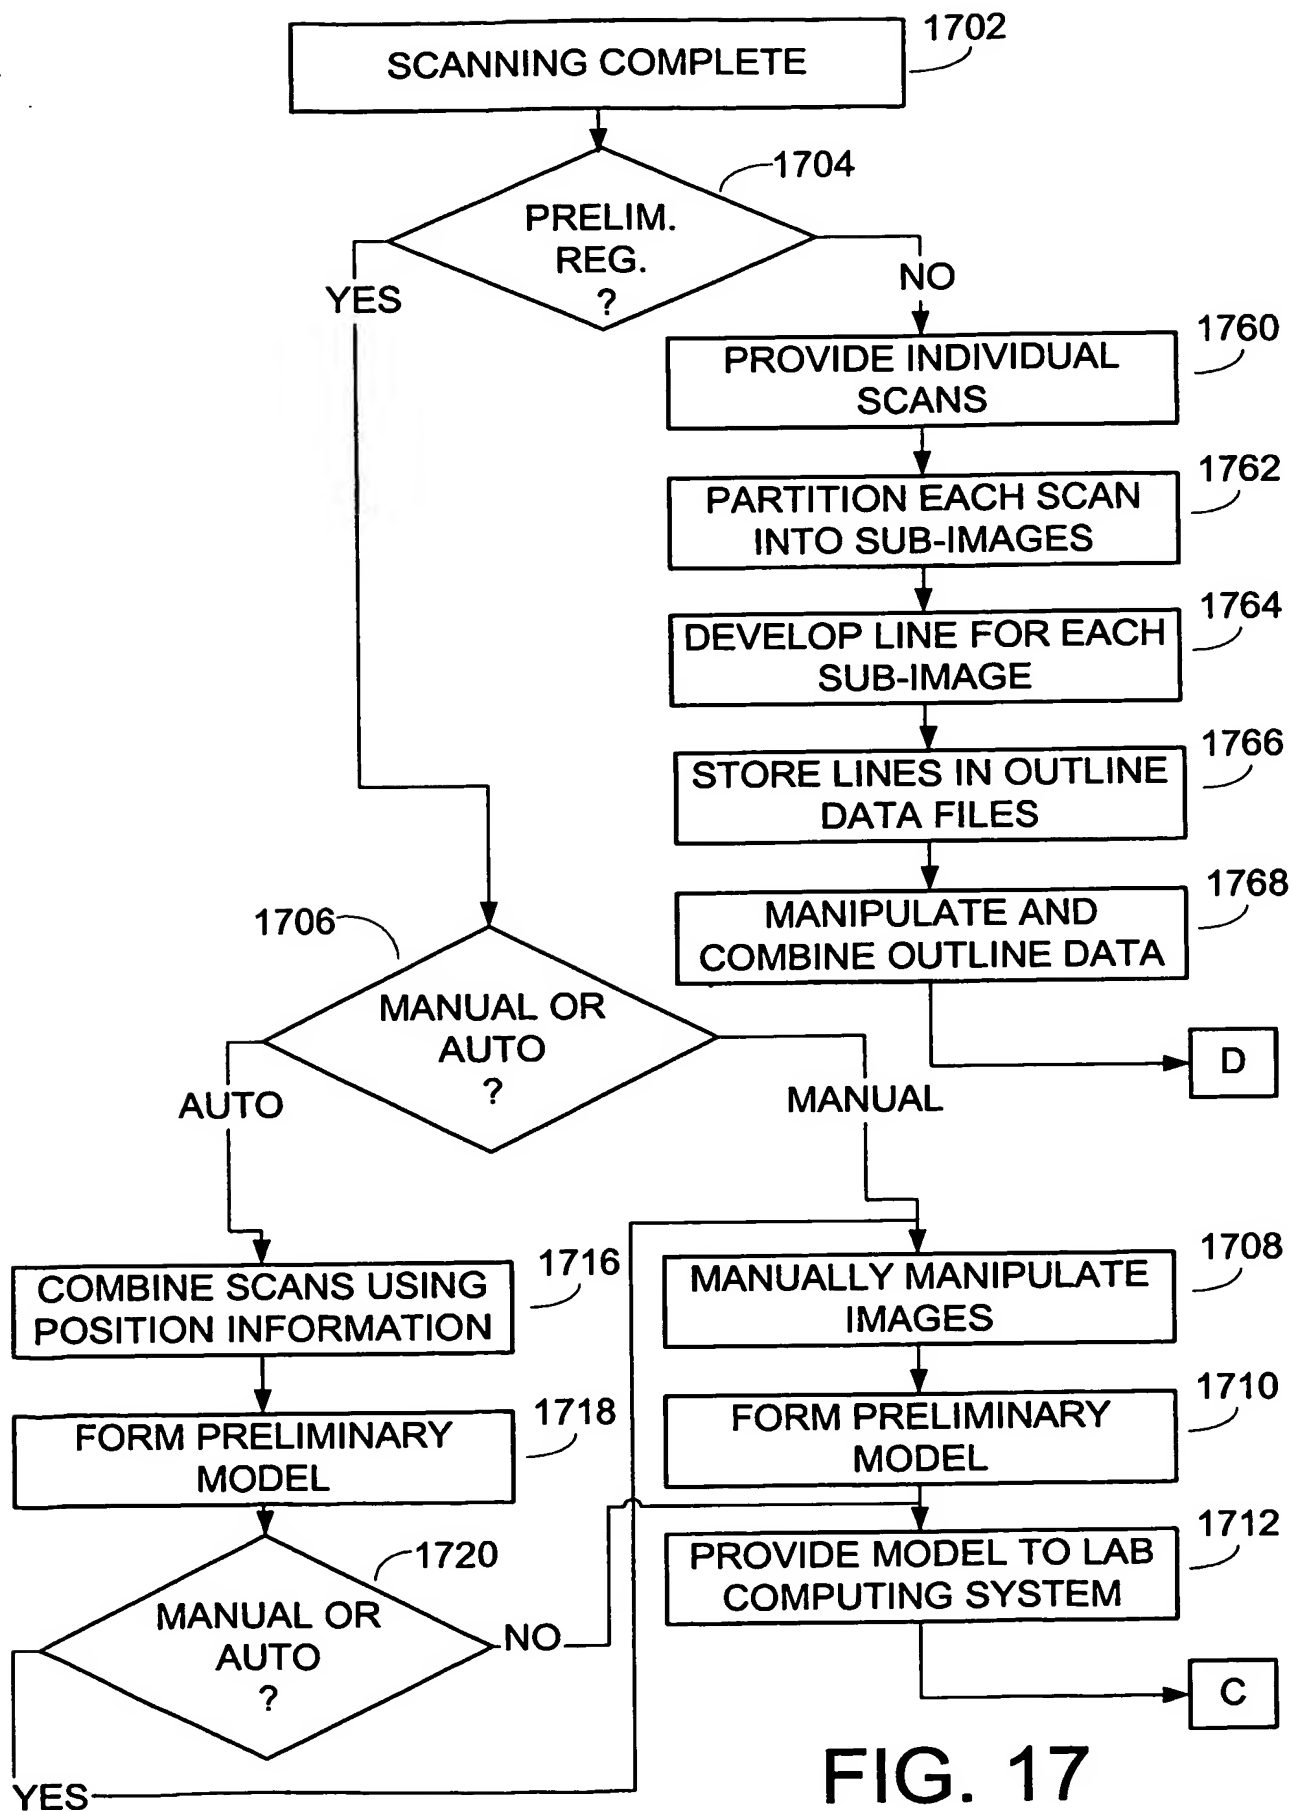 1702
SCANNING COMPLETE
1704
PRELIM.
REG.
?
YES
NO
1760
PROVIDE INDIVIDUAL
SCANS
1762
PARTITION EACH SCAN
INTO SUB-IMAGES
1764
DEVELOP LINE FOR EACH
SUB-IMAGE
1766
STORE LINES IN OUTLINE
DATA FILES
1768
MANIPULATE AND
COMBINE OUTLINE DATA
D
1706
MANUAL OR
AUTO
?
AUTO
MANUAL
1716
COMBINE SCANS USING
POSITION INFORMATION
1718
FORM PRELIMINARY
MODEL
1720
MANUAL OR
AUTO
?
NO
YES
1708
MANUALLY MANIPULATE
IMAGES
1710
FORM PRELIMINARY
MODEL
1712
PROVIDE MODEL TO LAB
COMPUTING SYSTEM
C
FIG. 17